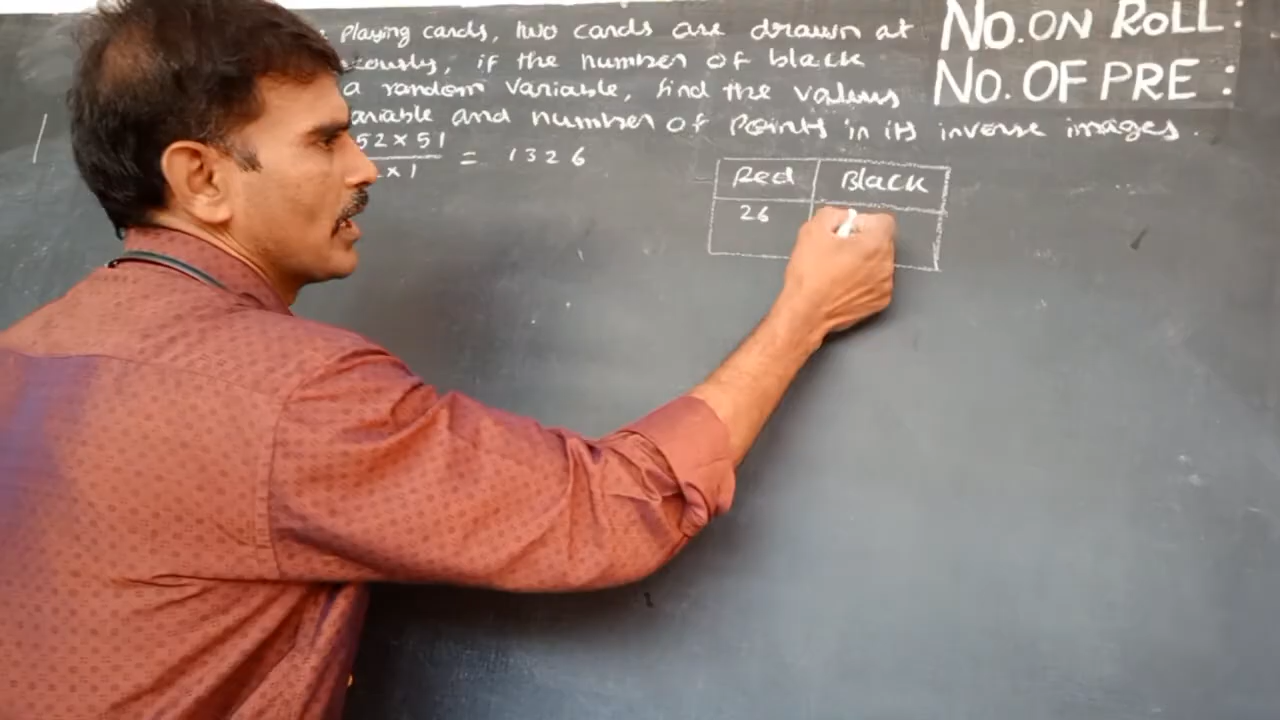 Playing cards, two cards are drawn at
if the number of black
a random variable, find the values
and number of points in its inverse images.
52 x 51
x 1
= 1326
NO. ON ROLL:
NO. OF PRE :
Red Black
26